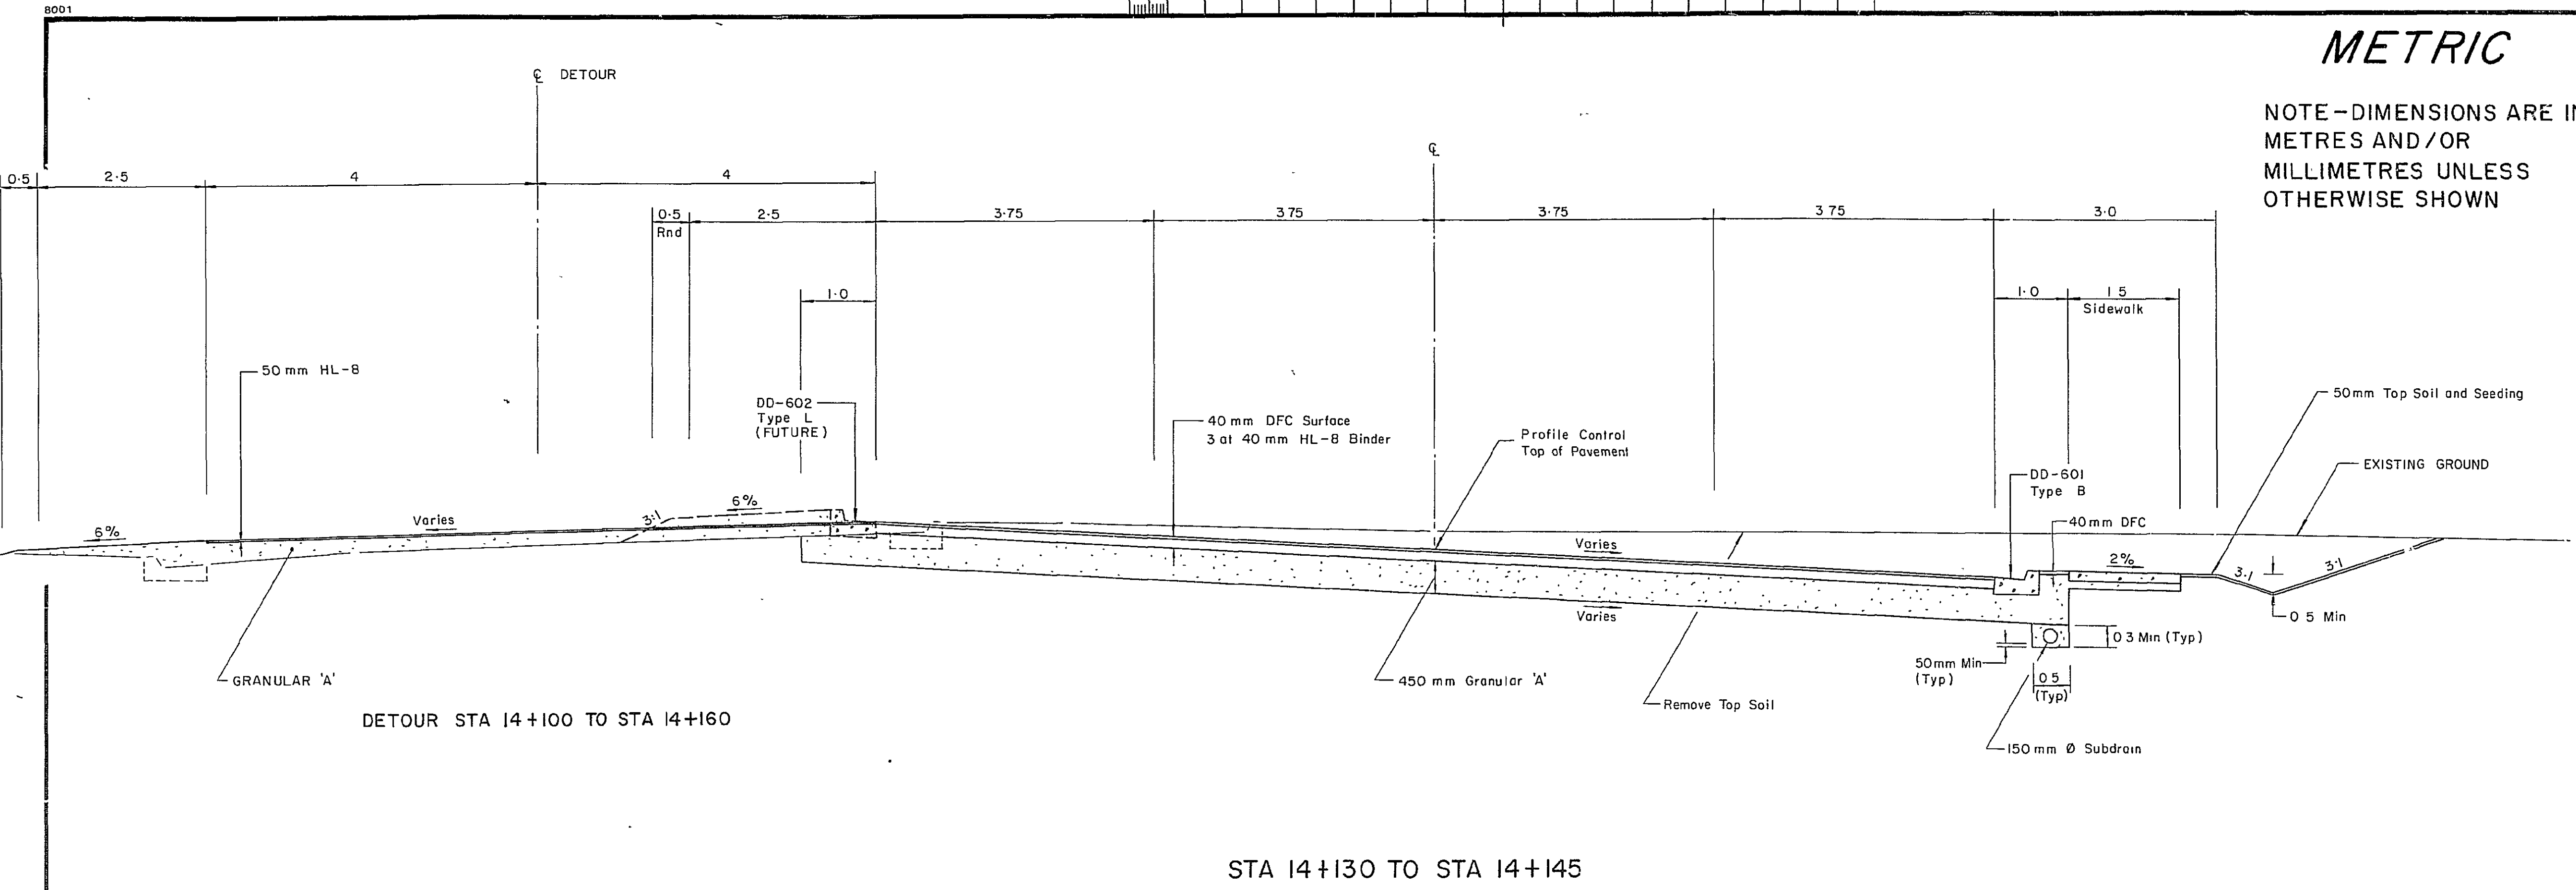 8001
METRIC
NOTE-DIMENSIONS ARE
METRES AND/OR
MILLIMETRES UNLESS
OTHERWISE SHOWN
℄ DETOUR
℄
0·5
2·5
4
4
0·5
Rnd
2·5
3·75
3 75
3·75
3 75
3·0
1·0
1·0
1 5
Sidewalk
50 mm HL-8
DD-602
Type L
(FUTURE)
40 mm DFC Surface
3 at 40 mm HL-8 Binder
Profile Control
Top of Pavement
50mm Top Soil and Seeding
EXISTING GROUND
DD-601
Type B
40 mm DFC
6%
Varies
3:1
6%
Varies
Varies
2%
3·1
3·1
0 5 Min
0 3 Min (Typ)
50mm Min
(Typ)
0 5
(Typ)
GRANULAR 'A'
450 mm Granular 'A'
Remove Top Soil
150 mm Ø Subdrain
DETOUR STA 14+100 TO STA 14+160
STA 14+130 TO STA 14+145